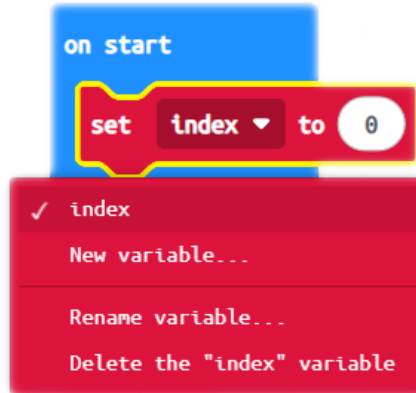 on start
set index to 0
index
New variable...
Rename variable...
Delete the "index" variable